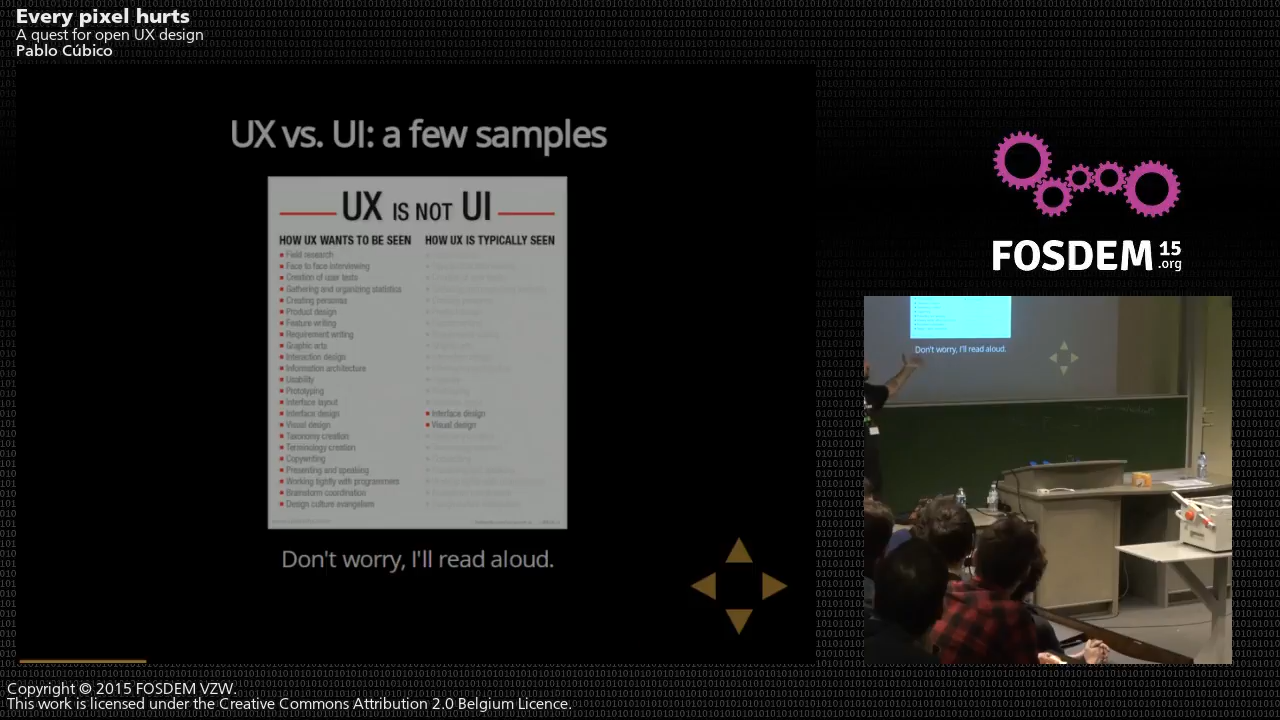 Every pixel hurts
A quest for open UX design
Pablo Cúbico
UX vs. UI: a few samples
UX IS NOT UI
HOW UX WANTS TO BE SEEN
Field research
Face to face interviewing
Creation of user tests
Gathering and organizing statistics
Creating personas
Product design
Feature writing
Requirement writing
Graphic arts
Interaction design
Information architecture
Usability
Prototyping
Interface layout
Interface design
Visual design
Taxonomy creation
Terminology creation
Copywriting
Presenting and speaking
Working tightly with programmers
Brainstorm coordination
Design culture evangelism
HOW UX IS TYPICALLY SEEN
Interface design
Visual design
Don't worry, I'll read aloud.
FOSDEM 15
.org
Don't worry, I'll read aloud.
Copyright © 2015 FOSDEM VZW.
This work is licensed under the Creative Commons Attribution 2.0 Belgium Licence.